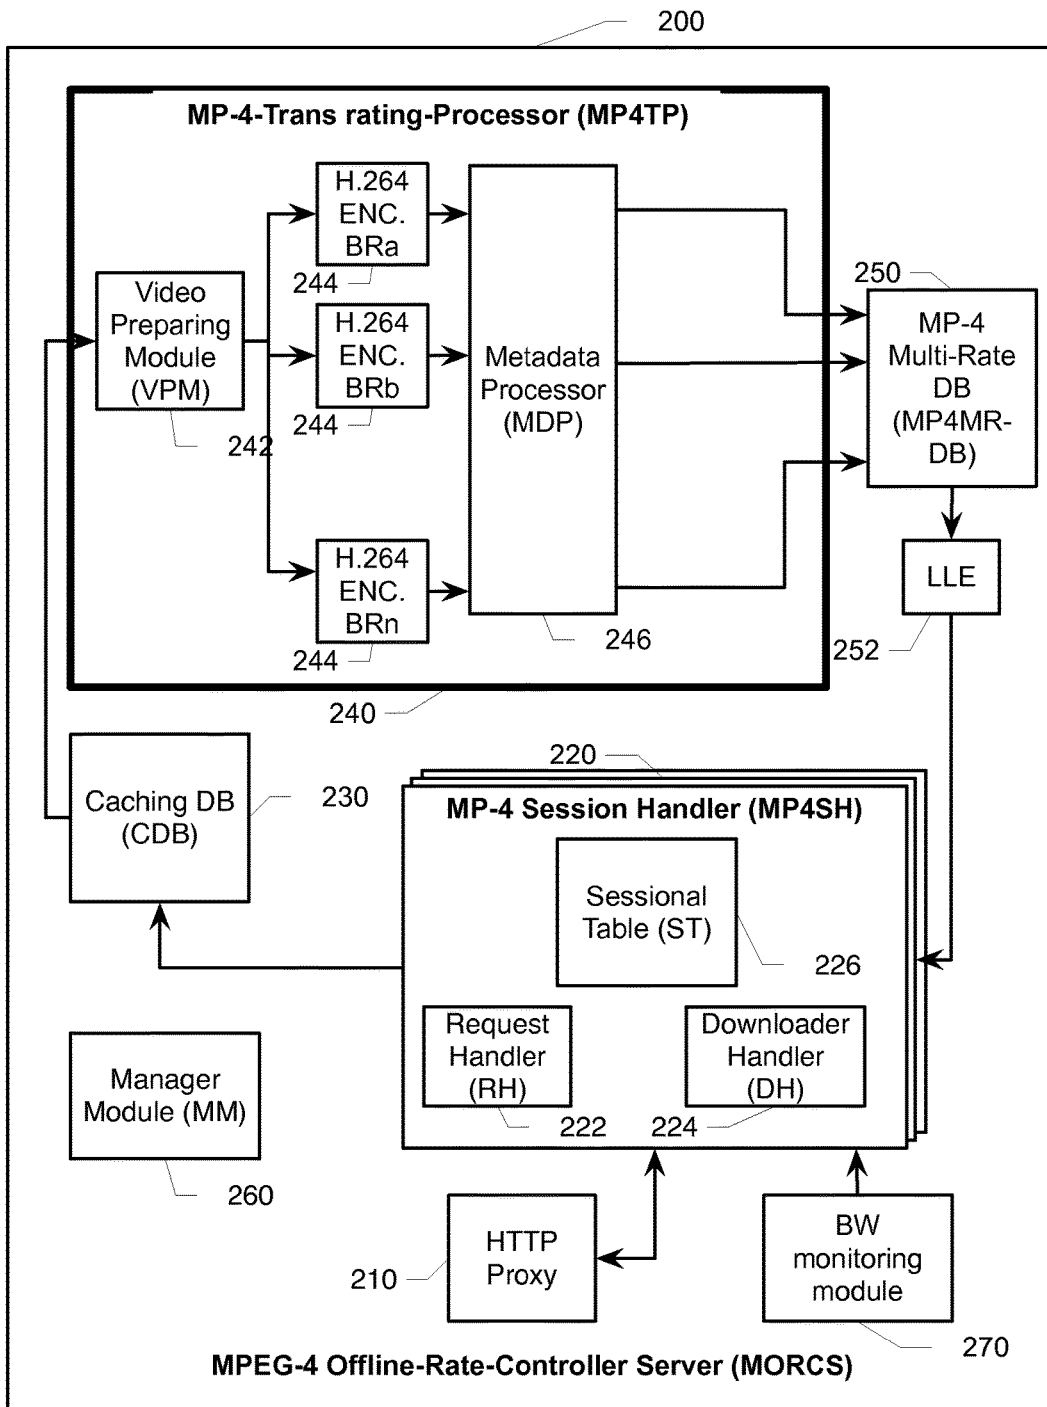 200
MP-4-Trans rating-Processor (MP4TP)
H.264
ENC.
BRa
244
Video
Preparing
Module
(VPM)
242
H.264
ENC.
BRb
244
H.264
ENC.
BRn
244
Metadata
Processor
(MDP)
246
240
250
MP-4
Multi-Rate
DB
(MP4MR-
DB)
LLE
252
Caching DB
(CDB)
230
220
MP-4 Session Handler (MP4SH)
Sessional
Table (ST)
226
Request
Handler
(RH)
222
Downloader
Handler
(DH)
224
Manager
Module (MM)
260
HTTP
Proxy
210
BW
monitoring
module
270
MPEG-4 Offline-Rate-Controller Server (MORCS)